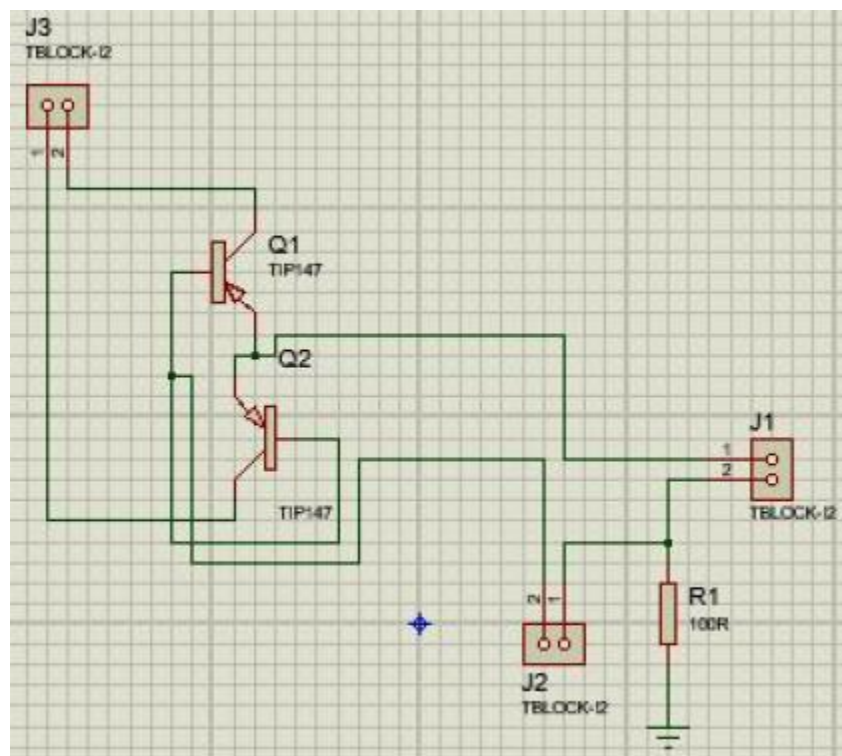 J3
TBLOCK-I2
1
2
Q1
TIP147
Q2
TIP147
J1
1
2
TBLOCK-I2
2
1
R1
100R
J2
TBLOCK-I2